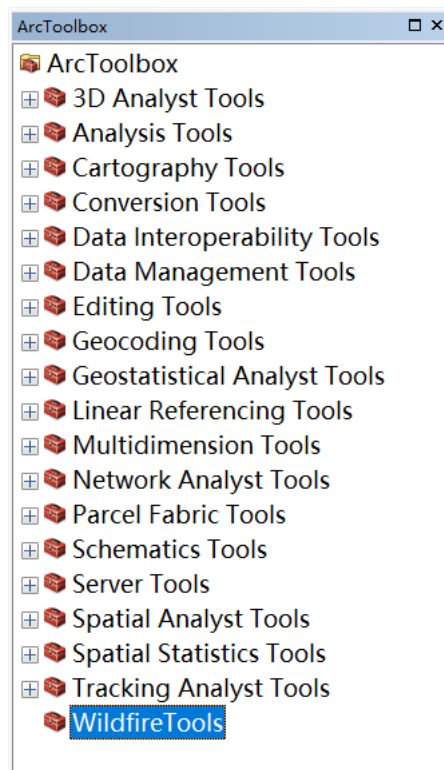 ArcToolbox
ArcToolbox
3D Analyst Tools
Analysis Tools
Cartography Tools
Conversion Tools
Data Interoperability Tools
Data Management Tools
Editing Tools
Geocoding Tools
Geostatistical Analyst Tools
Linear Referencing Tools
Multidimension Tools
Network Analyst Tools
Parcel Fabric Tools
Schematics Tools
Server Tools
Spatial Analyst Tools
Spatial Statistics Tools
Tracking Analyst Tools
WildfireTools